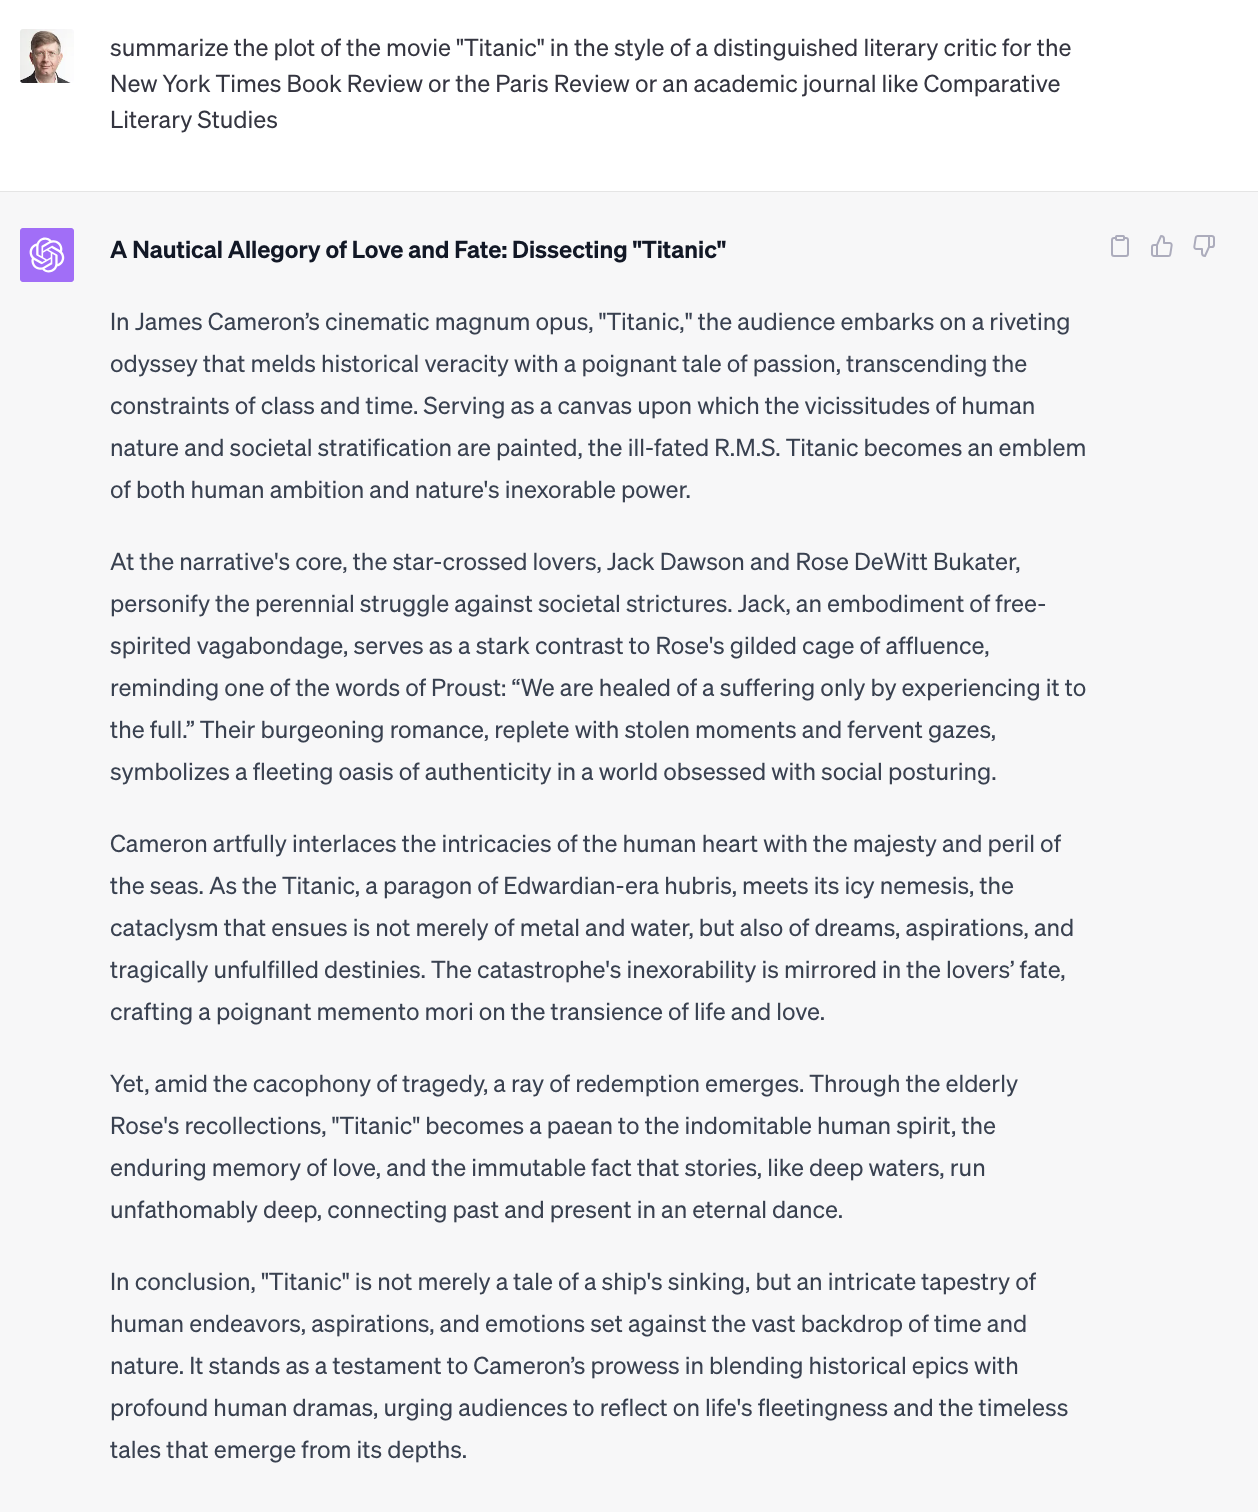 summarize the plot of the movie "Titanic" in the style of a distinguished literary critic for the
New York Times Book Review or the Paris Review or an academic journal like Comparative
Literary Studies
A Nautical Allegory of Love and Fate: Dissecting "Titanic"
In James Cameron’s cinematic magnum opus, "Titanic," the audience embarks on a riveting
odyssey that melds historical veracity with a poignant tale of passion, transcending the
constraints of class and time. Serving as a canvas upon which the vicissitudes of human
nature and societal stratification are painted, the ill-fated R.M.S. Titanic becomes an emblem
of both human ambition and nature's inexorable power.
At the narrative's core, the star-crossed lovers, Jack Dawson and Rose DeWitt Bukater,
personify the perennial struggle against societal strictures. Jack, an embodiment of free-
spirited vagabondage, serves as a stark contrast to Rose's gilded cage of affluence,
reminding one of the words of Proust: “We are healed of a suffering only by experiencing it to
the full.” Their burgeoning romance, replete with stolen moments and fervent gazes,
symbolizes a fleeting oasis of authenticity in a world obsessed with social posturing.
Cameron artfully interlaces the intricacies of the human heart with the majesty and peril of
the seas. As the Titanic, a paragon of Edwardian-era hubris, meets its icy nemesis, the
cataclysm that ensues is not merely of metal and water, but also of dreams, aspirations, and
tragically unfulfilled destinies. The catastrophe's inexorability is mirrored in the lovers’ fate,
crafting a poignant memento mori on the transience of life and love.
Yet, amid the cacophony of tragedy, a ray of redemption emerges. Through the elderly
Rose's recollections, "Titanic" becomes a paean to the indomitable human spirit, the
enduring memory of love, and the immutable fact that stories, like deep waters, run
unfathomably deep, connecting past and present in an eternal dance.
In conclusion, "Titanic" is not merely a tale of a ship's sinking, but an intricate tapestry of
human endeavors, aspirations, and emotions set against the vast backdrop of time and
nature. It stands as a testament to Cameron’s prowess in blending historical epics with
profound human dramas, urging audiences to reflect on life's fleetingness and the timeless
tales that emerge from its depths.